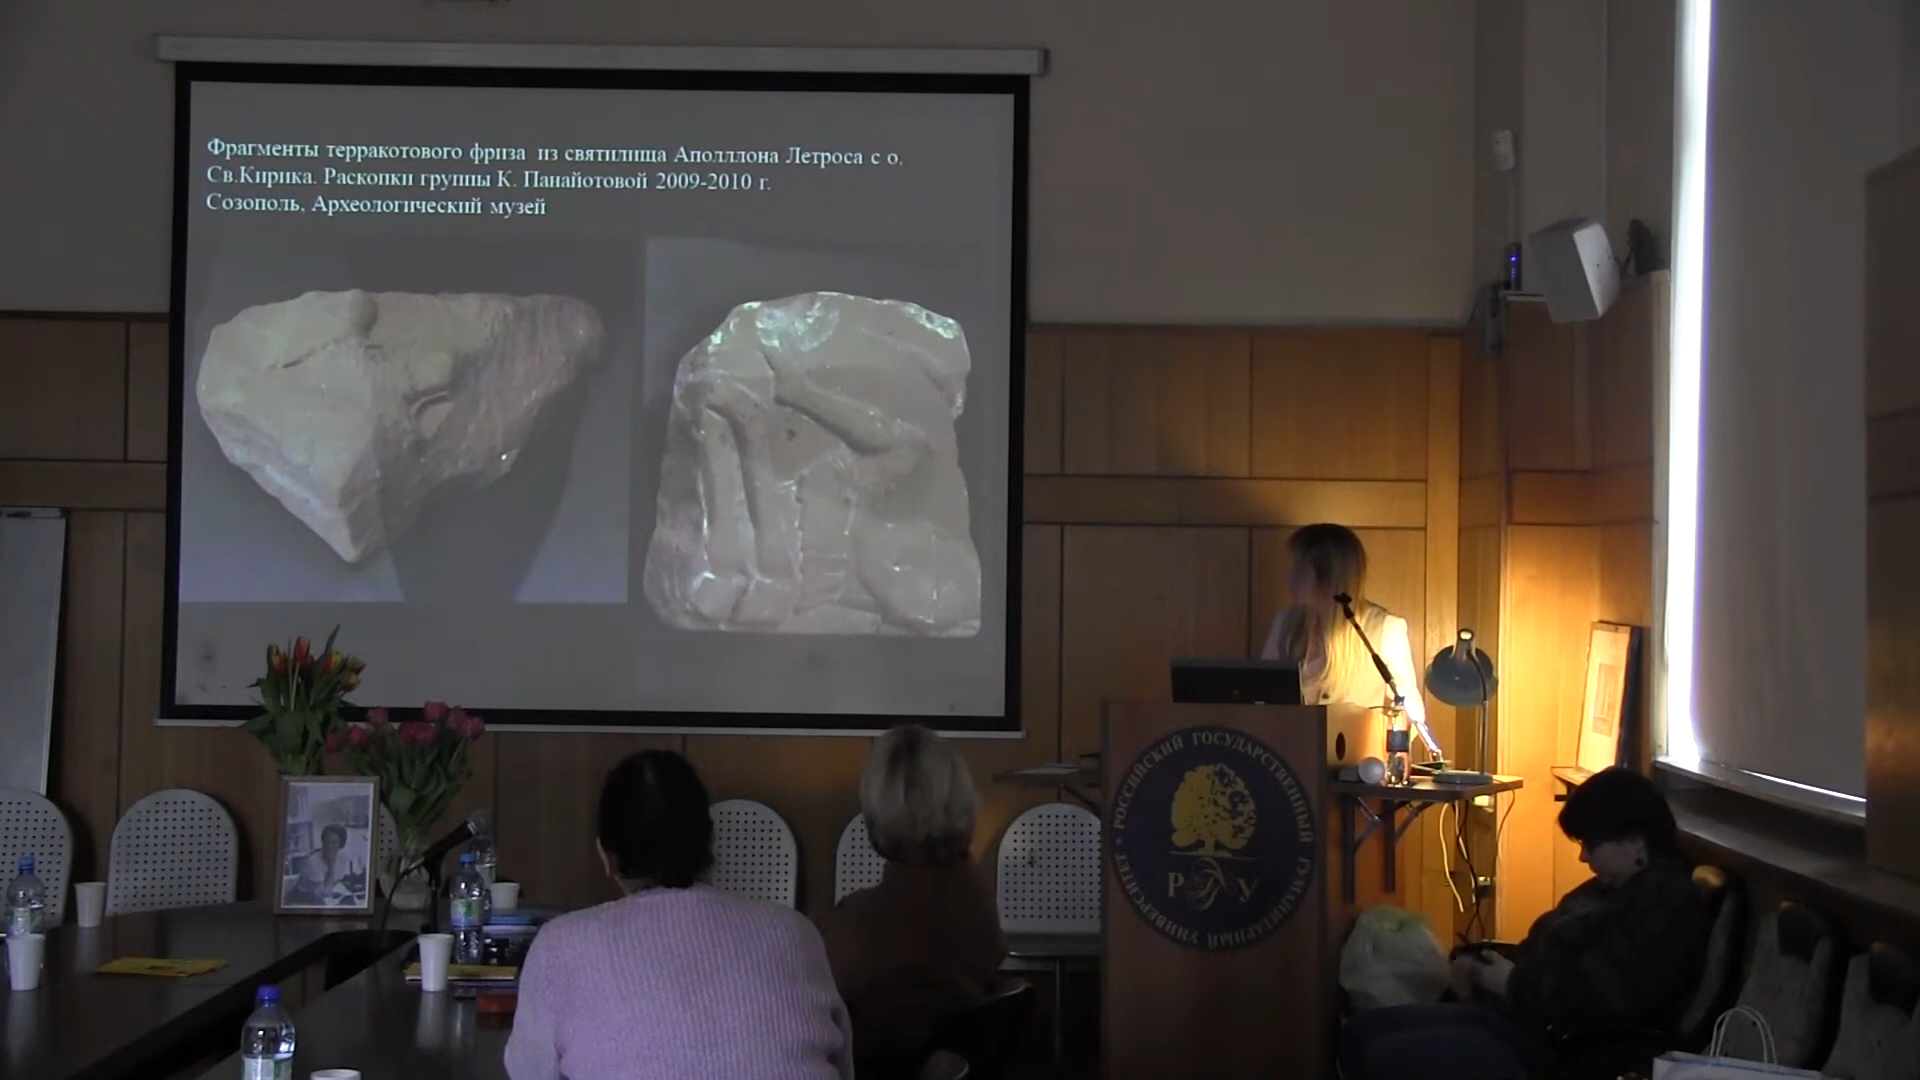 Фрагменты терракотового фриза из святилища Аполллона Летроса с о.
Св.Кирика. Раскопки группы К. Панайотовой 2009-2010 г.
Созополь, Археологический музей
РОССИЙСКИЙ ГОСУДАРСТВЕННЫЙ ГУМАНИТАРНЫЙ УНИВЕРСИТЕТ
РГГУ